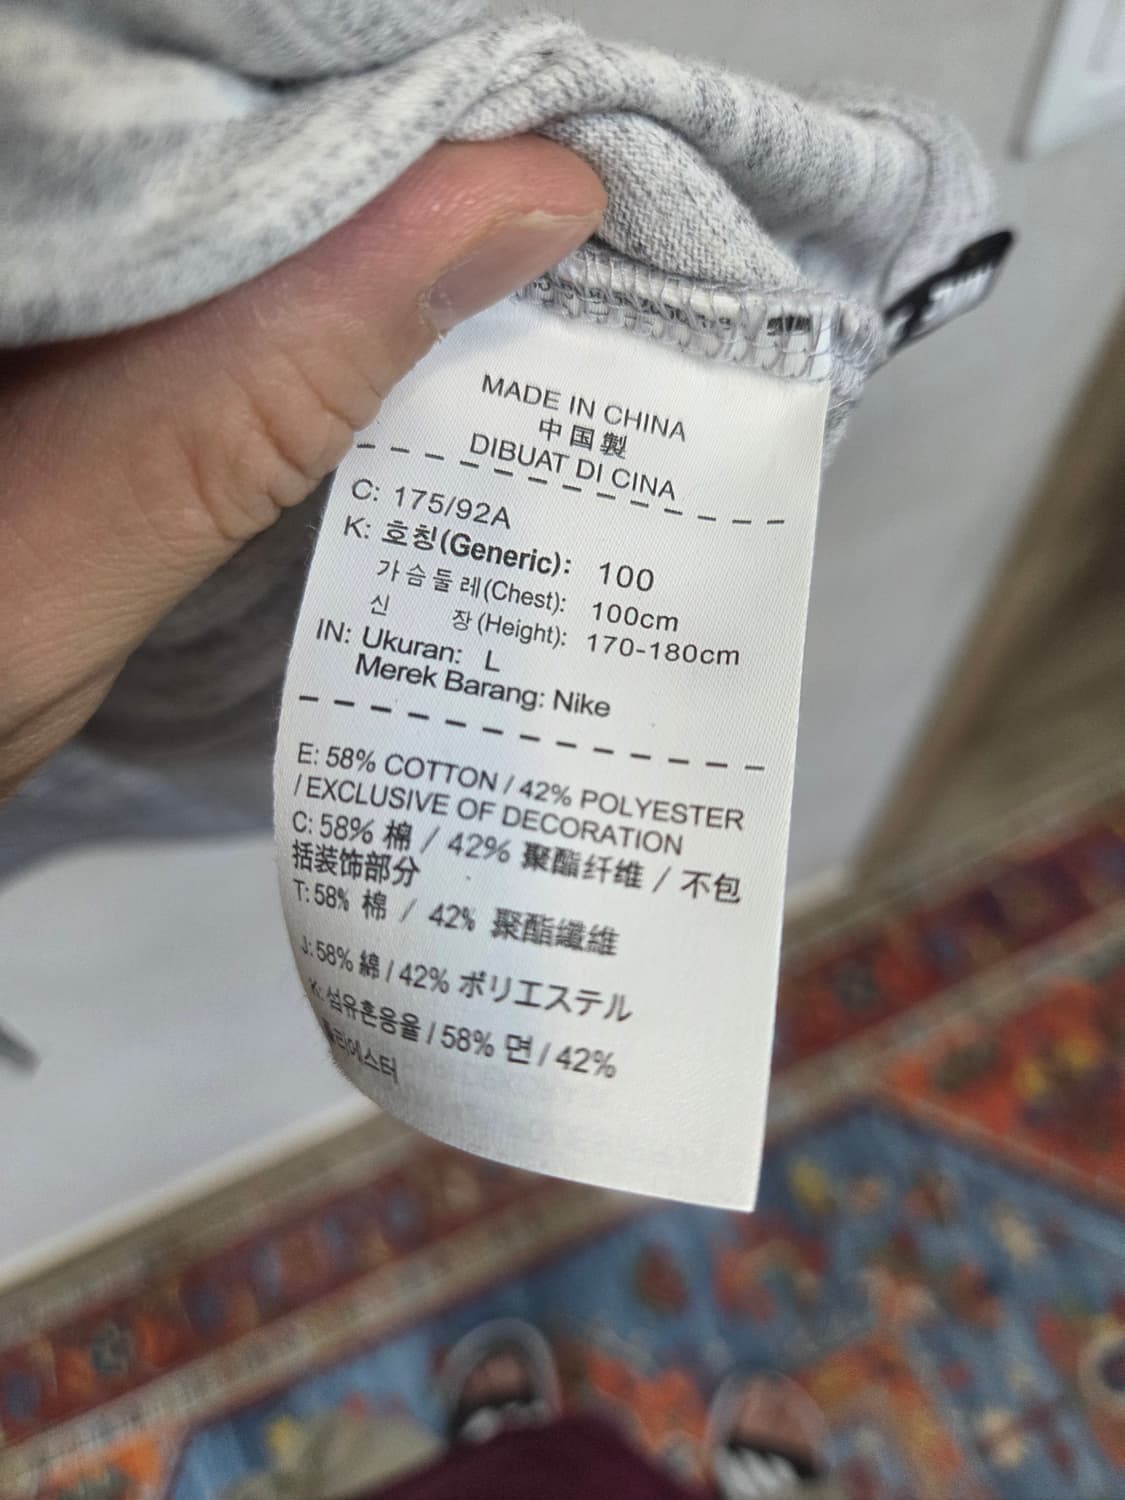 MADE IN CHINA
中国製
DIBUAT DI CINA
C: 175/92A
K: 호칭(Generic): 100
가슴둘레(Chest): 100cm
신 장(Height): 170-180cm
IN: Ukuran: L
Merek Barang: Nike
E: 58% COTTON / 42% POLYESTER
/ EXCLUSIVE OF DECORATION
C: 58% 棉 / 42% 聚酯纤维 / 不包
括装饰部分
T: 58% 棉 / 42% 聚酯纖維
J: 58% 綿 / 42% ポリエステル
K: 섬유혼용율 / 58% 면 / 42%
폴리에스터